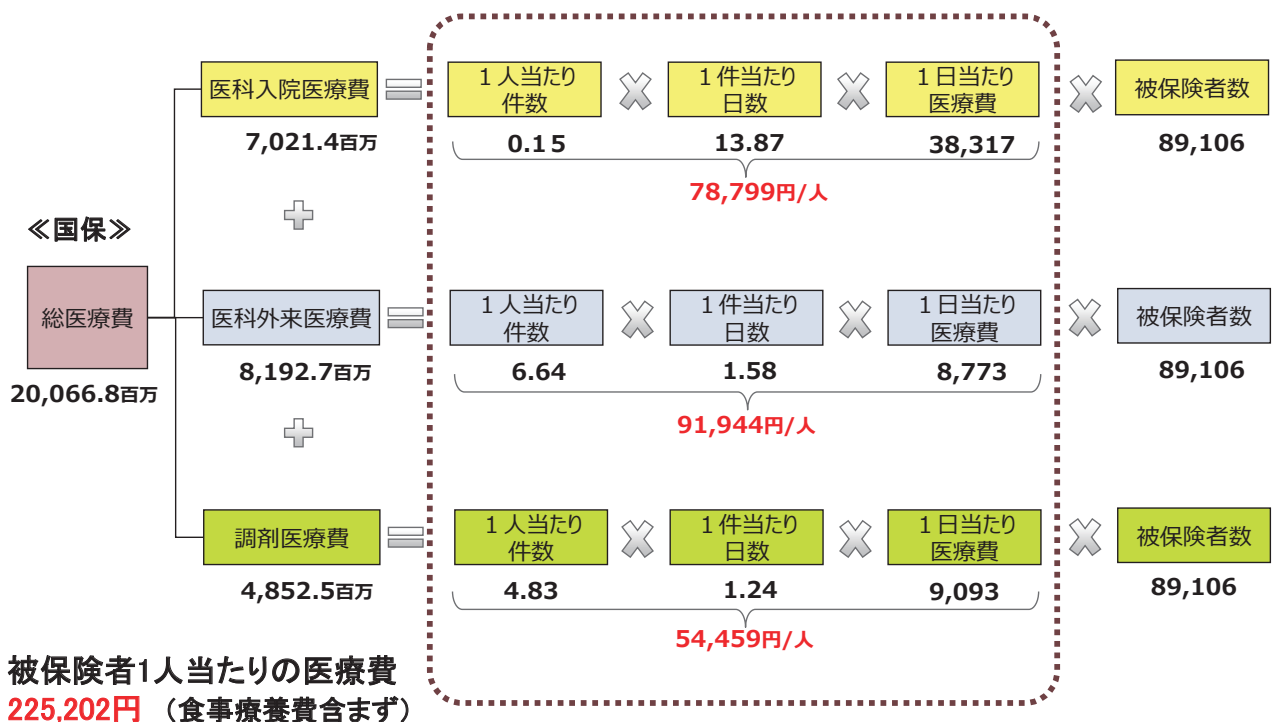 医科入院医療費
1人当たり
件数
1件当たり
日数
1日当たり
医療費
被保険者数
7,021.4百万
0.15
13.87
38,317
89,106
78,799円/人
≪国保≫
総医療費
20,066.8百万
医科外来医療費
1人当たり
件数
1件当たり
日数
1日当たり
医療費
被保険者数
8,192.7百万
6.64
1.58
8,773
89,106
91,944円/人
調剤医療費
1人当たり
件数
1件当たり
日数
1日当たり
医療費
被保険者数
4,852.5百万
4.83
1.24
9,093
89,106
54,459円/人
被保険者1人当たりの医療費
225,202円 (食事療養費含まず)